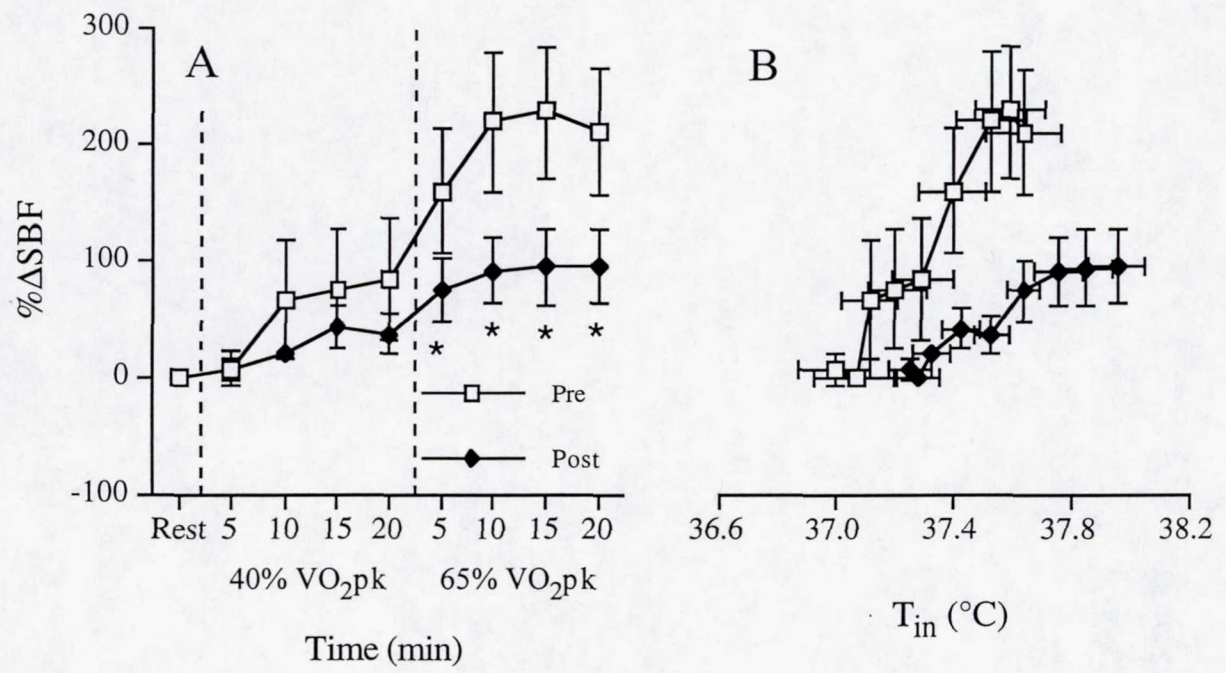 300
A
B
200
%ΔSBF
100
0
-100
*
*
*
*
Pre
Post
Rest 5 10 15 20 5 10 15 20
40% VO₂pk 65% VO₂pk
Time (min)
36.6 37.0 37.4 37.8 38.2
T_in (°C)